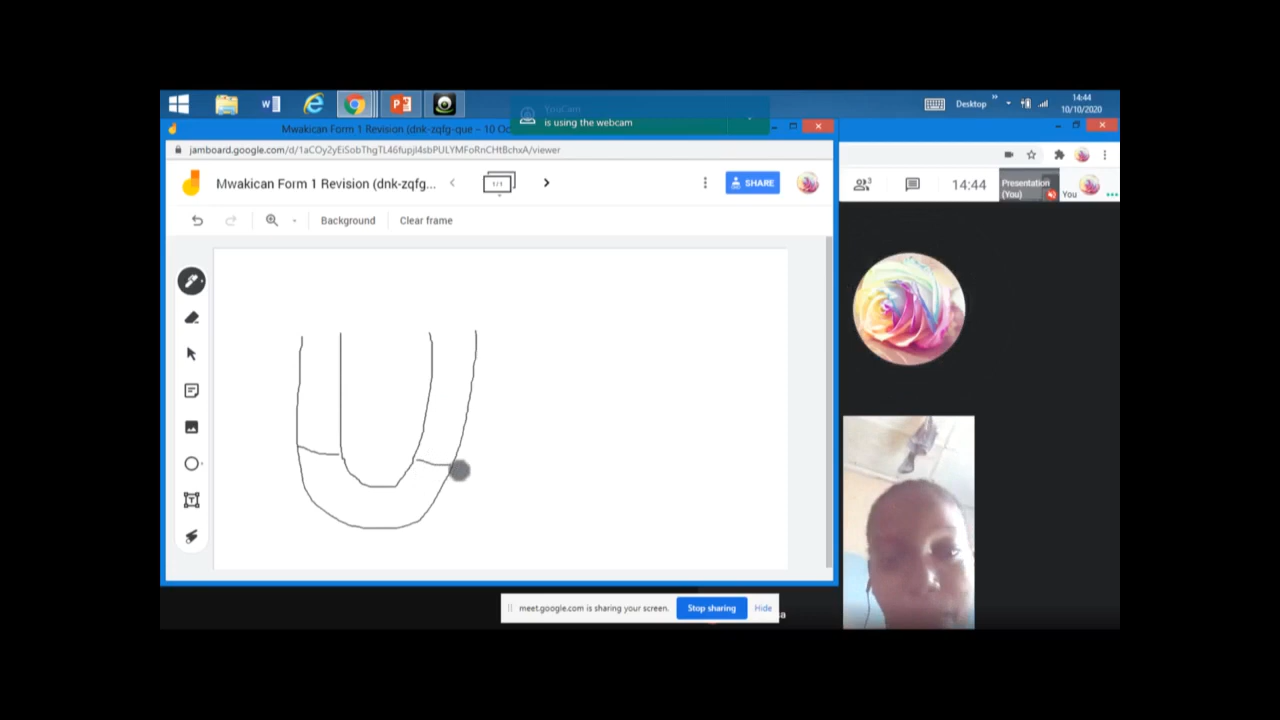 Desktop
»
14:44
10/10/2020
YouCam
is using the webcam
Mwakican Form 1 Revision (dnk-zqfg-que – 10 Oc
jamboard.google.com/d/1aCOy2yEiSobThgTL46fupjl4sbPULYMFoRnCHtBchxA/viewer
Mwakican Form 1 Revision (dnk-zqfg...
1/1
SHARE
3
14:44
Presentation
(You)
You
Background
Clear frame
meet.google.com is sharing your screen.
Stop sharing
Hide